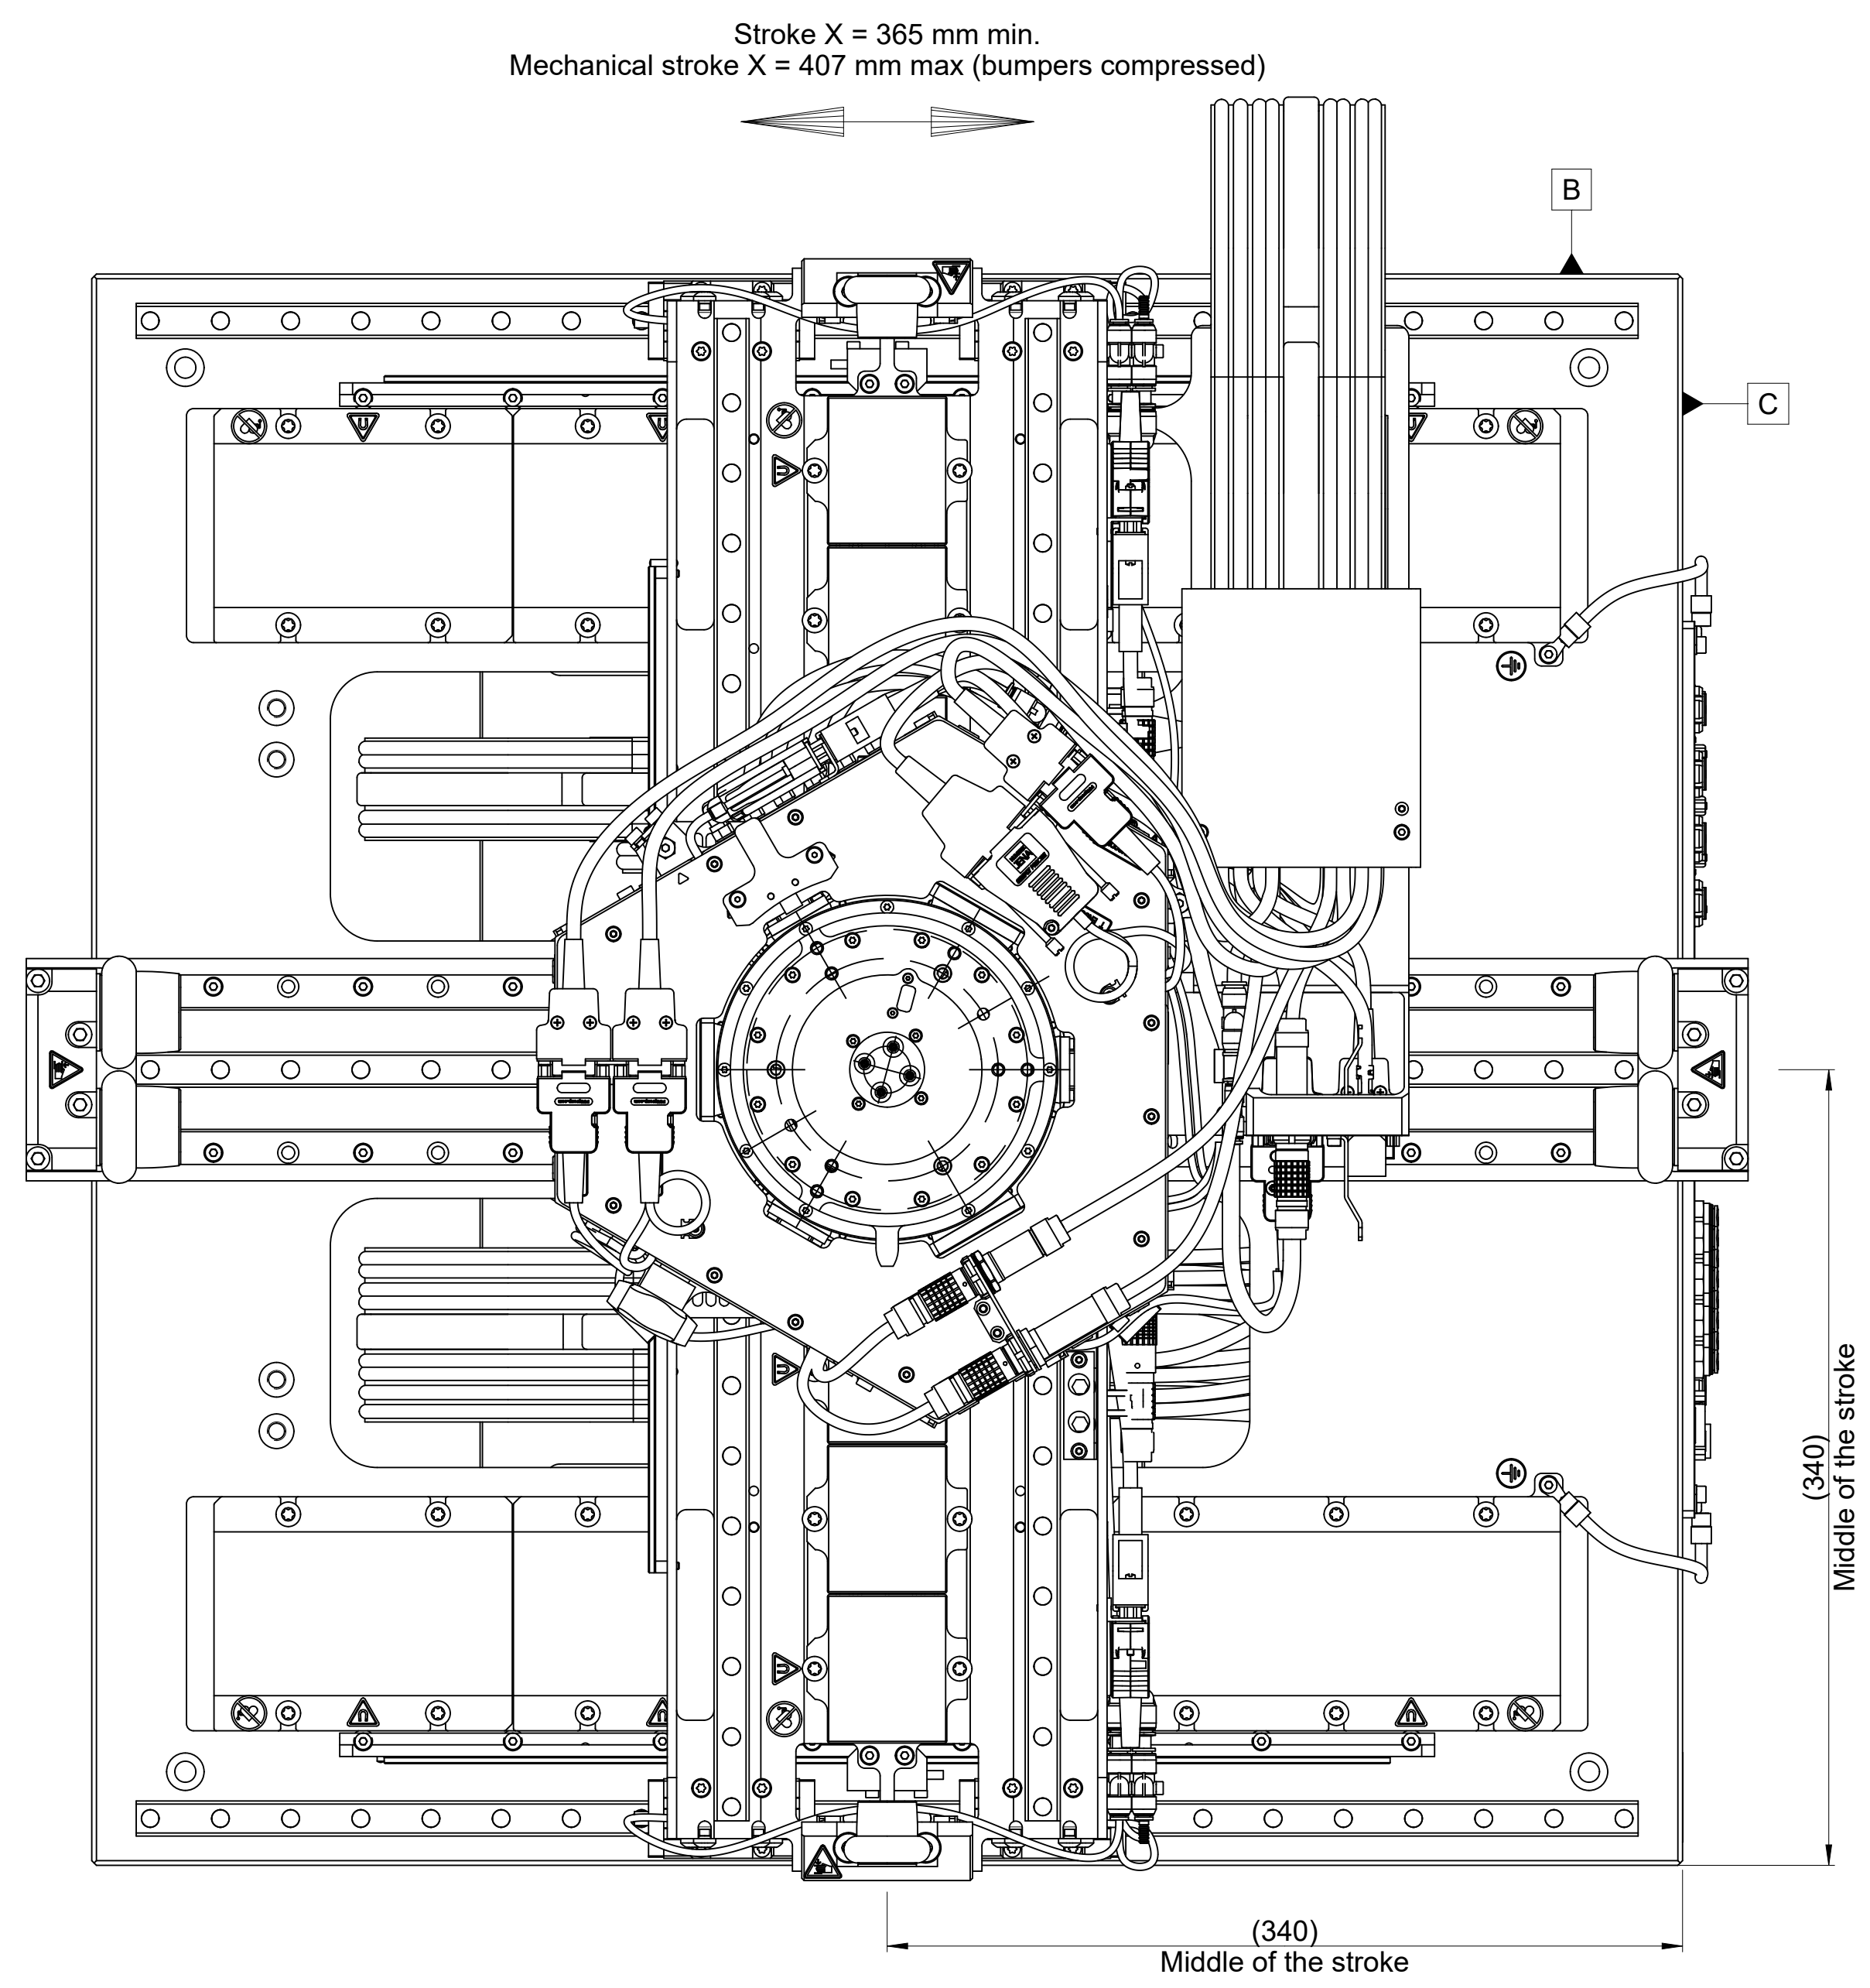 Stroke X = 365 mm min.
Mechanical stroke X = 407 mm max (bumpers compressed)
B
C
(340)
Middle of the stroke
(340)
Middle of the stroke